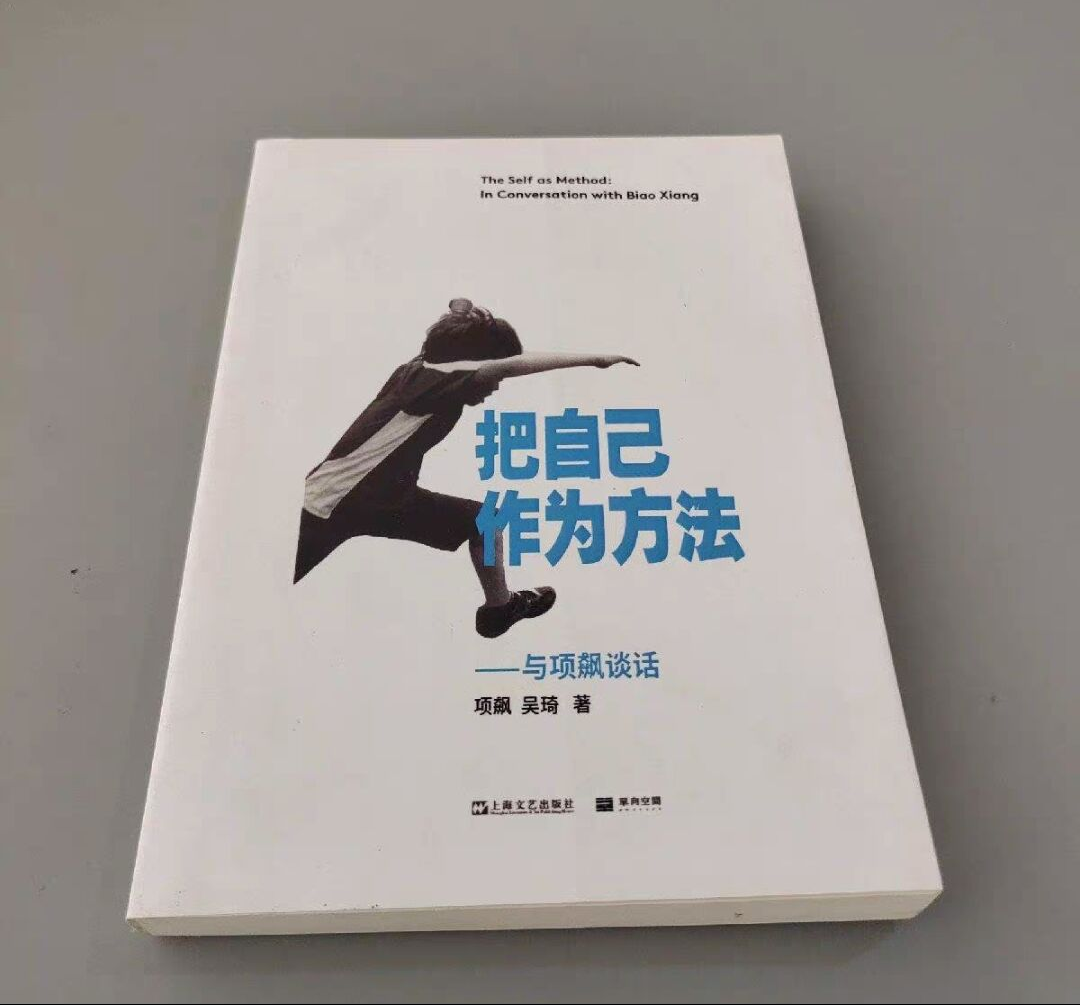 The Self as Method:
In Conversation with Biao Xiang
把自己
作为方法
——与项飙谈话
项飙 吴琦 著
上海文艺出版社
单向空间